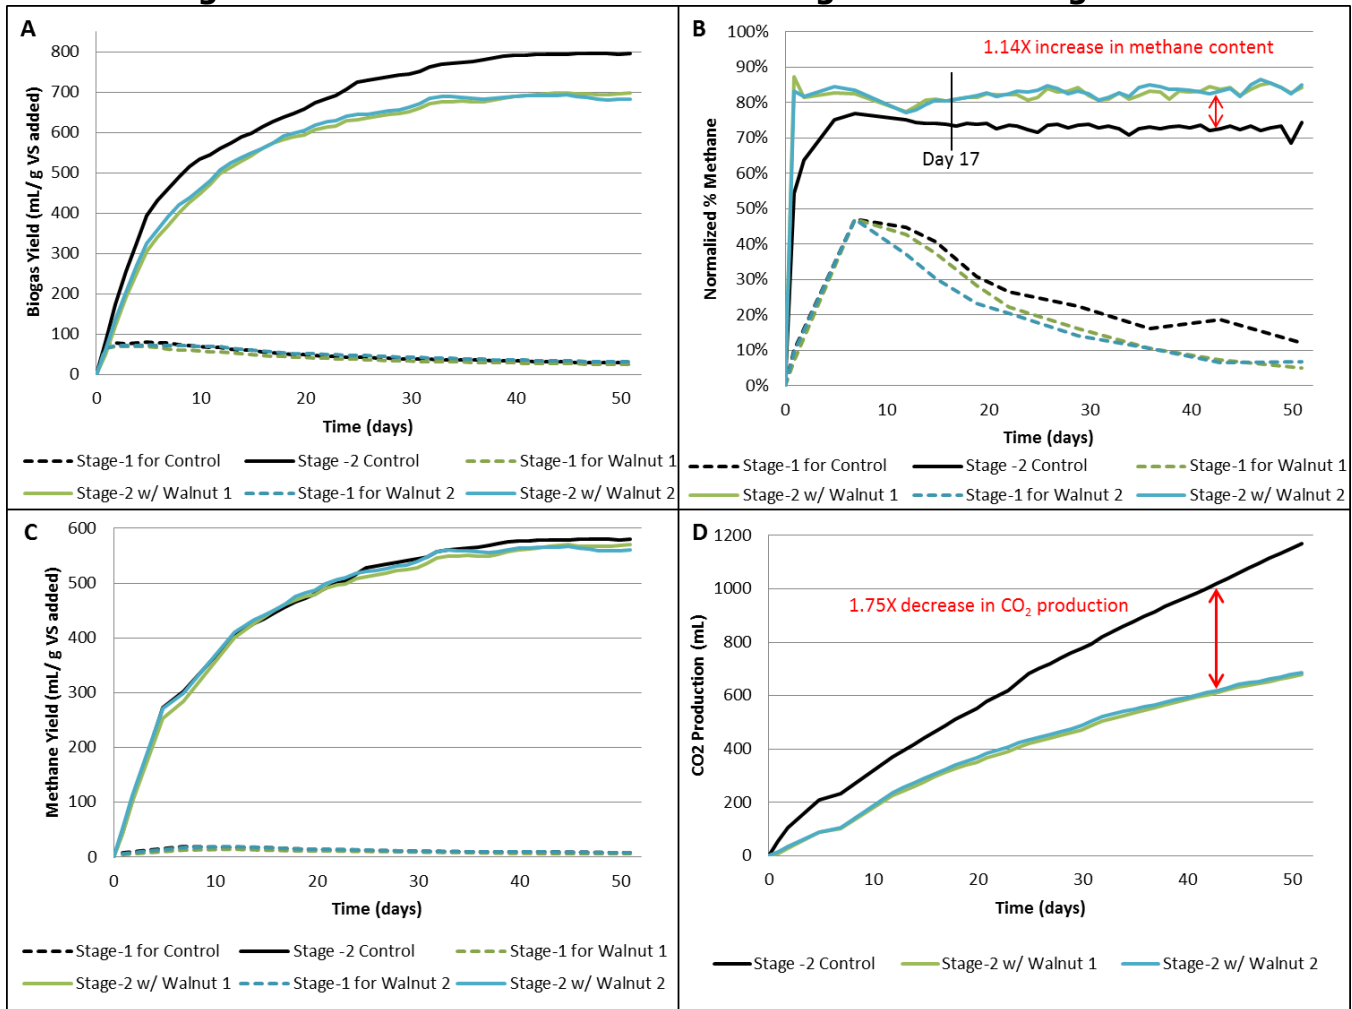 A
800
700
600
500
400
300
200
100
0
Biogas Yield (mL/ g VS added)
0 10 20 30 40 50
Time (days)
Stage-1 for Control Stage -2 Control Stage-1 for Walnut 1
Stage-2 w/ Walnut 1 Stage-1 for Walnut 2 Stage-2 w/ Walnut 2
B
100%
90%
80%
70%
60%
50%
40%
30%
20%
10%
0%
Normalized % Methane
1.14X increase in methane content
Day 17
0 10 20 30 40 50
Time (days)
Stage-1 for Control Stage -2 Control Stage-1 for Walnut 1
Stage-2 w/ Walnut 1 Stage-1 for Walnut 2 Stage-2 w/ Walnut 2
C
600
500
400
300
200
100
0
Methane Yield (mL/ g VS added)
0 10 20 30 40 50
Time (days)
Stage-1 for Control Stage -2 Control Stage-1 for Walnut 1
Stage-2 w/ Walnut 1 Stage-1 for Walnut 2 Stage-2 w/ Walnut 2
D
1200
1000
800
600
400
200
0
CO2 Production (mL)
1.75X decrease in CO₂ production
0 10 20 30 40 50
Time (days)
Stage -2 Control Stage-2 w/ Walnut 1 Stage-2 w/ Walnut 2